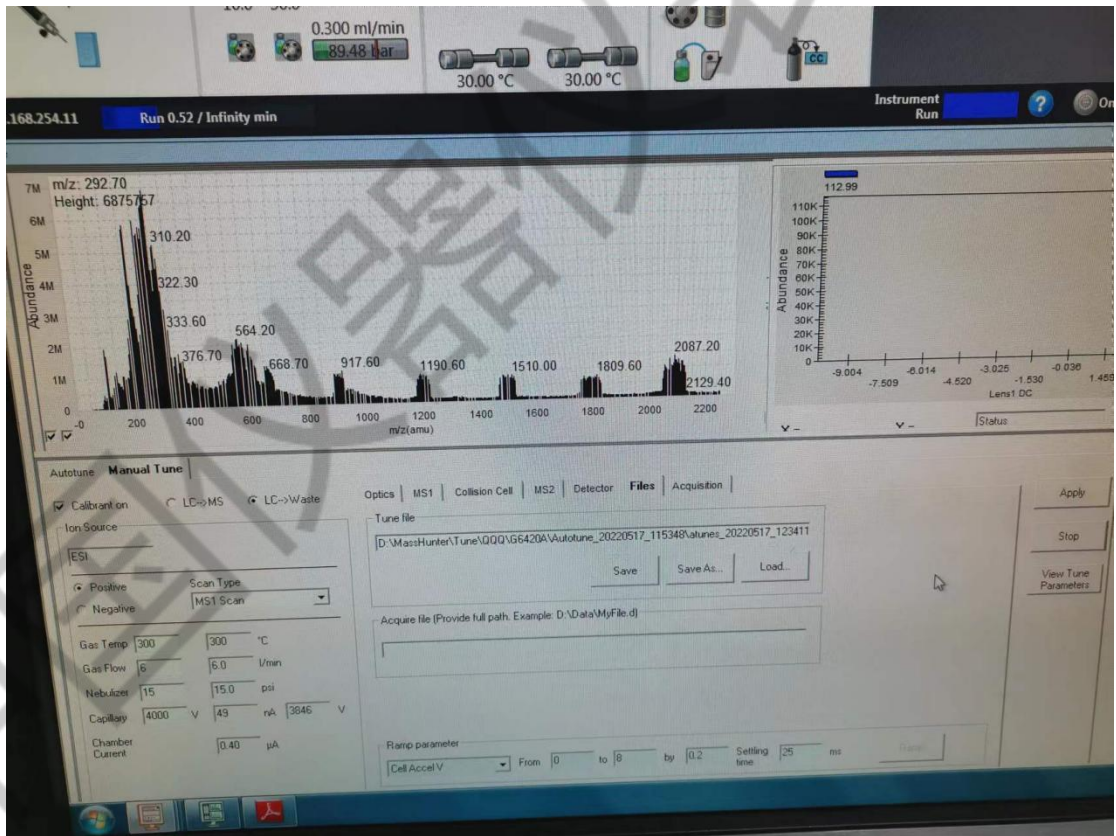 0.300 ml/min
89.48 bar
30.00 °C
30.00 °C
CC
.168.254.11
Run 0.52 / Infinity min
Instrument
Run
?
On
7M
m/z: 292.70
Height: 6875757
6M
310.20
5M
4M
322.30
3M
333.60
564.20
2M
376.70
668.70
917.60
1190.60
1510.00
1809.60
2087.20
1M
2129.40
0
Abundance
-0
200
400
600
800
1000
1200
1400
1600
1800
2000
2200
m/z(amu)
112.99
110K
100K
90K
80K
70K
60K
50K
40K
30K
20K
10K
0
Abundance
-9.004
-7.509
-6.014
-4.520
-3.025
-1.530
-0.036
1.459
Lens1 DC
Status
Autotune
Manual Tune
Calibrant on
LC->MS
LC->Waste
Ion Source
ESI
Positive
Negative
Scan Type
MS1 Scan
Gas Temp 300 300 °C
Gas Flow 6 6.0 l/min
Nebulizer 15 15.0 psi
Capillary 4000 V 49 nA 3846 V
Chamber
Current 0.40 µA
Optics MS1 Collision Cell MS2 Detector Files Acquisition
Tune file
D:\MassHunter\Tune\QQQ\G6420A\Autotune_20220517_115348\atunes_20220517_123411
Save Save As... Load...
Acquire file (Provide full path. Example: D:\Data\MyFile.d)
Ramp parameter
Cell Accel V From 0 to 8 by 0.2 Settling
time 25 ms
Ramp
Apply
Stop
View Tune
Parameters